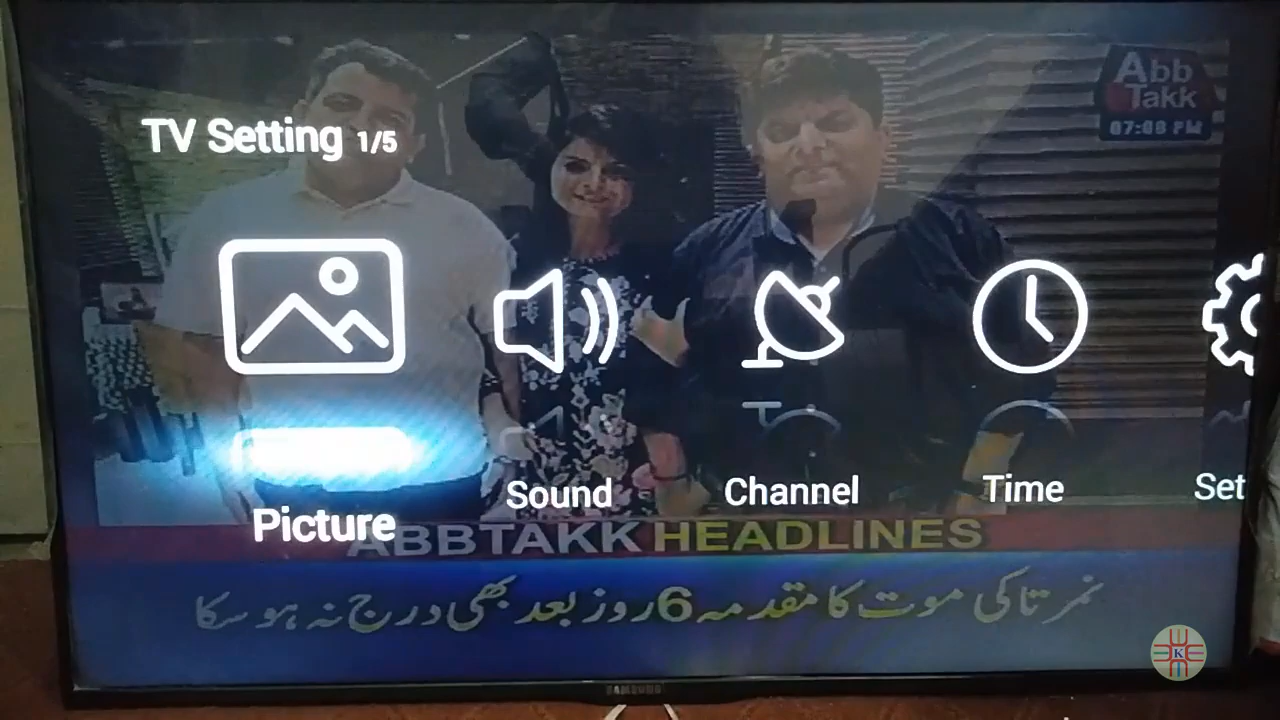 Abb
Takk
07:08 PM
TV Setting 1/5
Picture
Sound
Channel
Time
Set
ABBTAKK HEADLINES
نمرتا کی موت کا مقدمہ 6 روز بعد بھی درج نہ ہو سکا
K
SAMSUNG